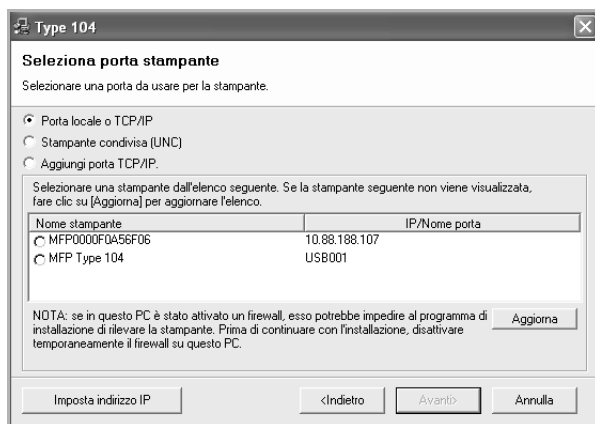 Type 104
Seleziona porta stampante
Selezionare una porta da usare per la stampante.
Porta locale o TCP/IP
Stampante condivisa (UNC)
Aggiungi porta TCP/IP.
Selezionare una stampante dall'elenco seguente. Se la stampante seguente non viene visualizzata,
fare clic su [Aggiorna] per aggiornare l'elenco.
Nome stampante IP/Nome porta
MFP0000F0A56F06 10.88.188.107
MFP Type 104 USB001
NOTA: se in questo PC è stato attivato un firewall, esso potrebbe impedire al programma di
installazione di rilevare la stampante. Prima di continuare con l'installazione, disattivare
temporaneamente il firewall su questo PC.
Aggiorna
Imposta indirizzo IP <Indietro Avanti> Annulla